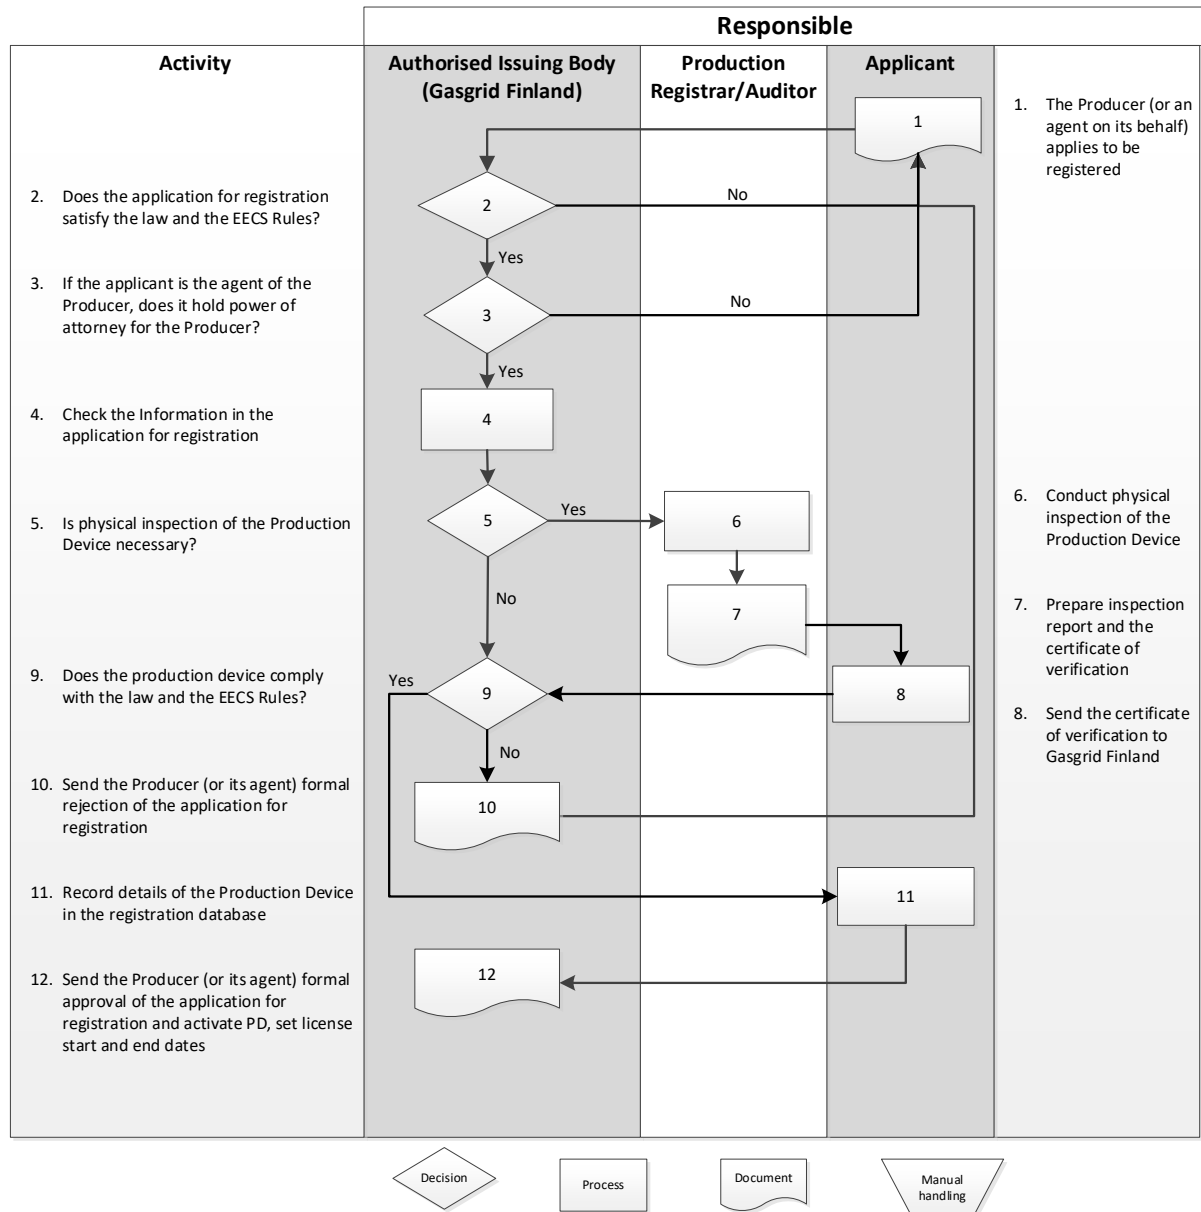 Responsible
Activity
Authorised Issuing Body
(Gasgrid Finland)
Production
Registrar/Auditor
Applicant
1
1. The Producer (or an
agent on its behalf)
applies to be
registered
2. Does the application for registration
satisfy the law and the EECS Rules?
2
No
Yes
3. If the applicant is the agent of the
Producer, does it hold power of
attorney for the Producer?
3
No
Yes
4. Check the Information in the
application for registration
4
5. Is physical inspection of the Production
Device necessary?
5
Yes
6
6. Conduct physical
inspection of the
Production Device
No
7
7. Prepare inspection
report and the
certificate of
verification
9. Does the production device comply
with the law and the EECS Rules?
Yes
9
8
8. Send the certificate
of verification to
Gasgrid Finland
No
10. Send the Producer (or its agent) formal
rejection of the application for
registration
10
11. Record details of the Production Device
in the registration database
11
12. Send the Producer (or its agent) formal
approval of the application for
registration and activate PD, set license
start and end dates
12
Decision
Process
Document
Manual
handling